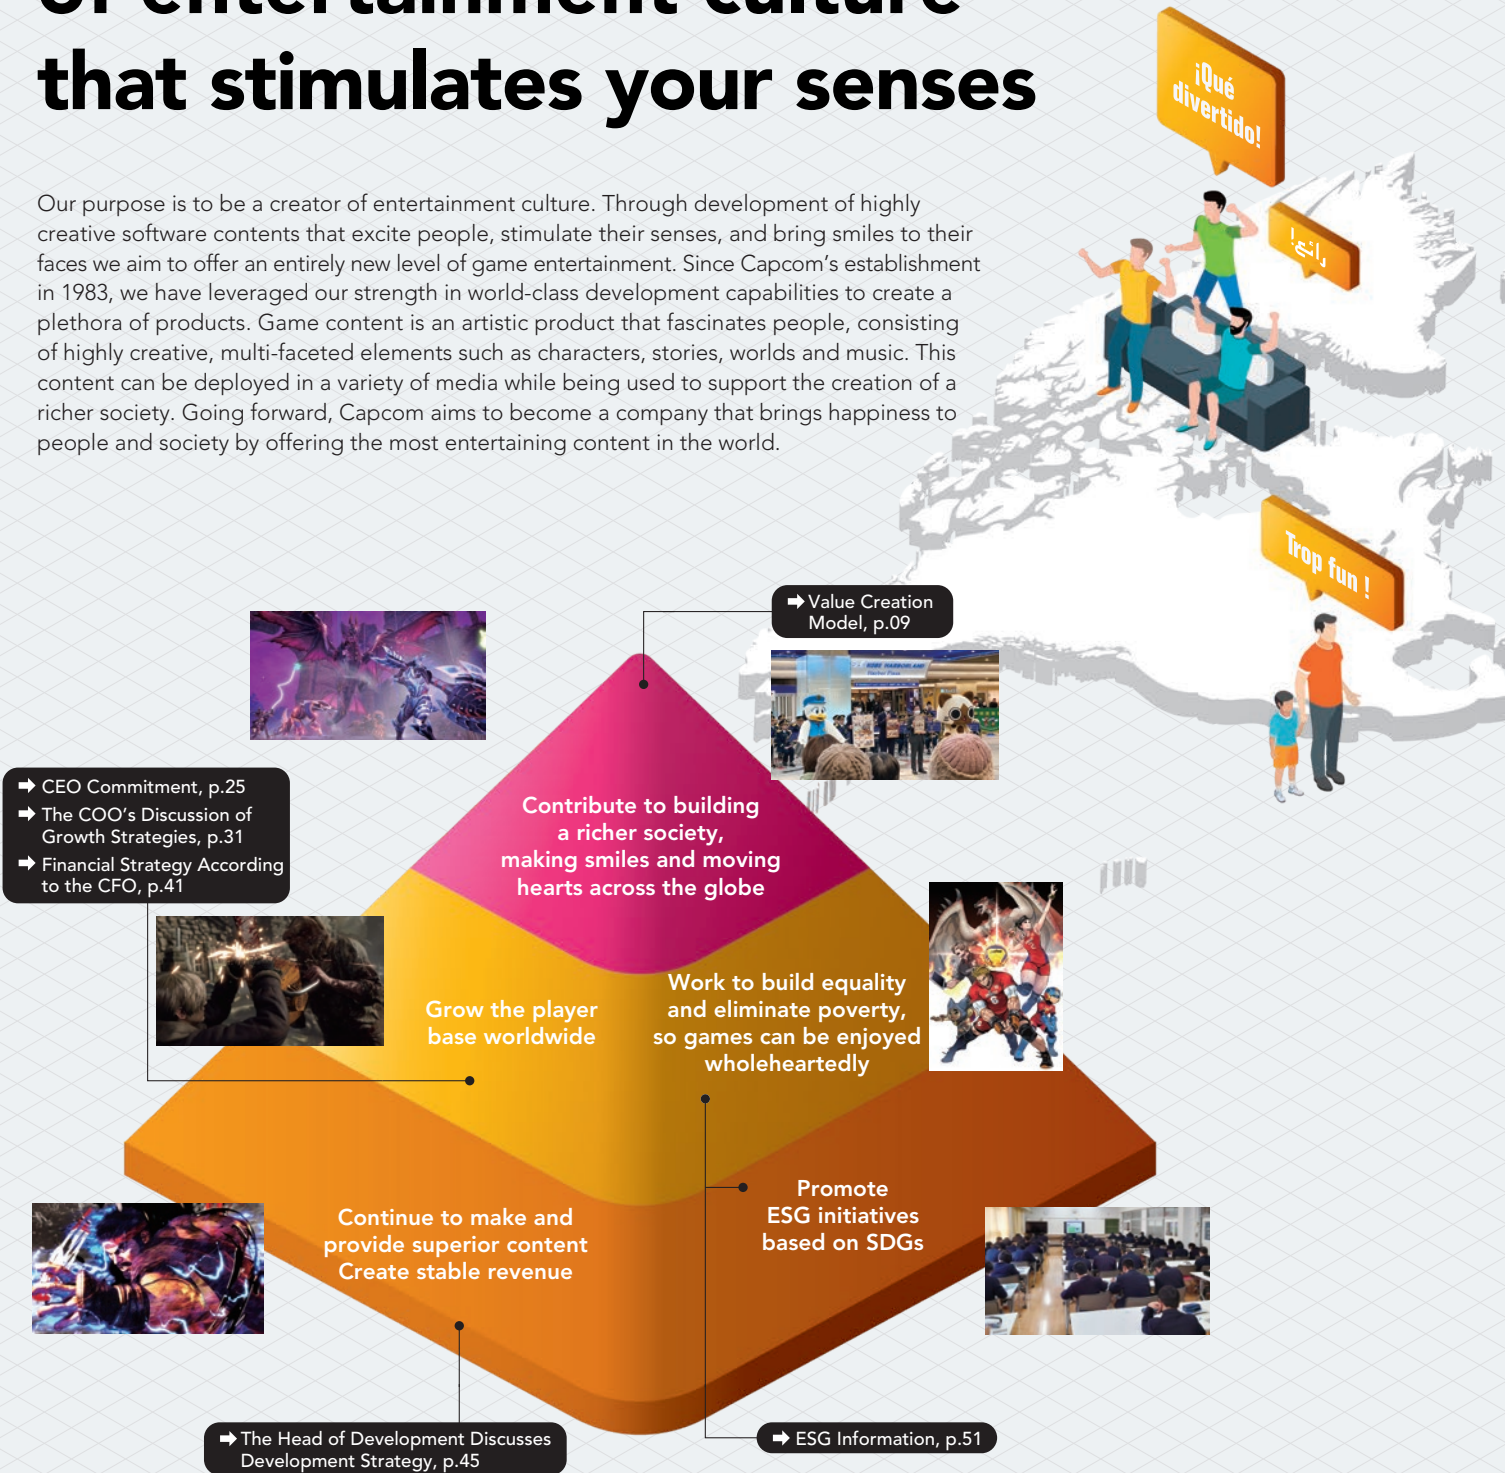 of entertainment culture
that stimulates your senses
Our purpose is to be a creator of entertainment culture. Through development of highly
creative software contents that excite people, stimulate their senses, and bring smiles to their
faces we aim to offer an entirely new level of game entertainment. Since Capcom’s establishment
in 1983, we have leveraged our strength in world-class development capabilities to create a
plethora of products. Game content is an artistic product that fascinates people, consisting
of highly creative, multi-faceted elements such as characters, stories, worlds and music. This
content can be deployed in a variety of media while being used to support the creation of a
richer society. Going forward, Capcom aims to become a company that brings happiness to
people and society by offering the most entertaining content in the world.
¡Qué
divertido!
رائع!
Trop fun !
➡ Value Creation
Model, p.09
KOBE HARBORLAND
➡ CEO Commitment, p.25
➡ The COO’s Discussion of
Growth Strategies, p.31
➡ Financial Strategy According
to the CFO, p.41
Contribute to building
a richer society,
making smiles and moving
hearts across the globe
Grow the player
base worldwide
Work to build equality
and eliminate poverty,
so games can be enjoyed
wholeheartedly
Continue to make and
provide superior content
Create stable revenue
Promote
ESG initiatives
based on SDGs
➡ The Head of Development Discusses
Development Strategy, p.45
➡ ESG Information, p.51